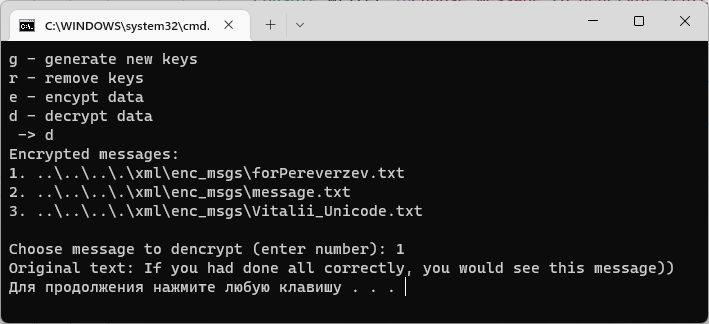 C:\WINDOWS\system32\cmd.
g - generate new keys
r - remove keys
e - encypt data
d - decrypt data
-> d
Encrypted messages:
1. ..\..\..\.\xml\enc_msgs\forPereverzev.txt
2. ..\..\..\.\xml\enc_msgs\message.txt
3. ..\..\..\.\xml\enc_msgs\Vitalii_Unicode.txt
Choose message to dencrypt (enter number): 1
Original text: If you had done all correctly, you would see this message))
Для продолжения нажмите любую клавишу . . .